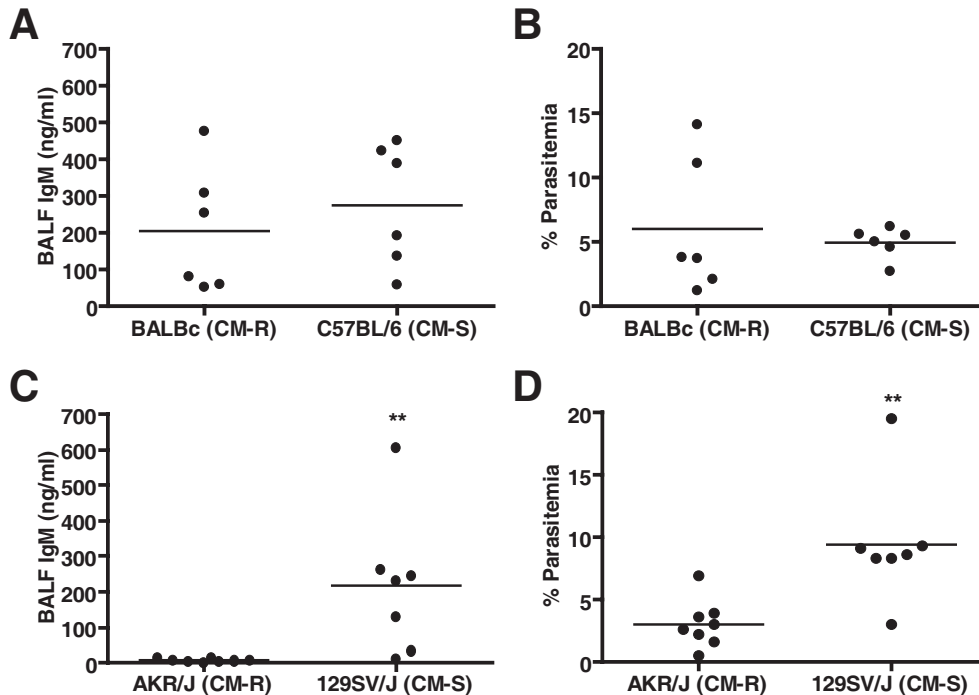 A
700
600
500
400
300
200
100
0
BALF IgM (ng/ml)
BALBc (CM-R)
C57BL/6 (CM-S)
B
20
15
10
5
0
% Parasitemia
BALBc (CM-R)
C57BL/6 (CM-S)
C
700
600
500
400
300
200
100
0
BALF IgM (ng/ml)
**
AKR/J (CM-R)
129SV/J (CM-S)
D
20
15
10
5
0
% Parasitemia
**
AKR/J (CM-R)
129SV/J (CM-S)